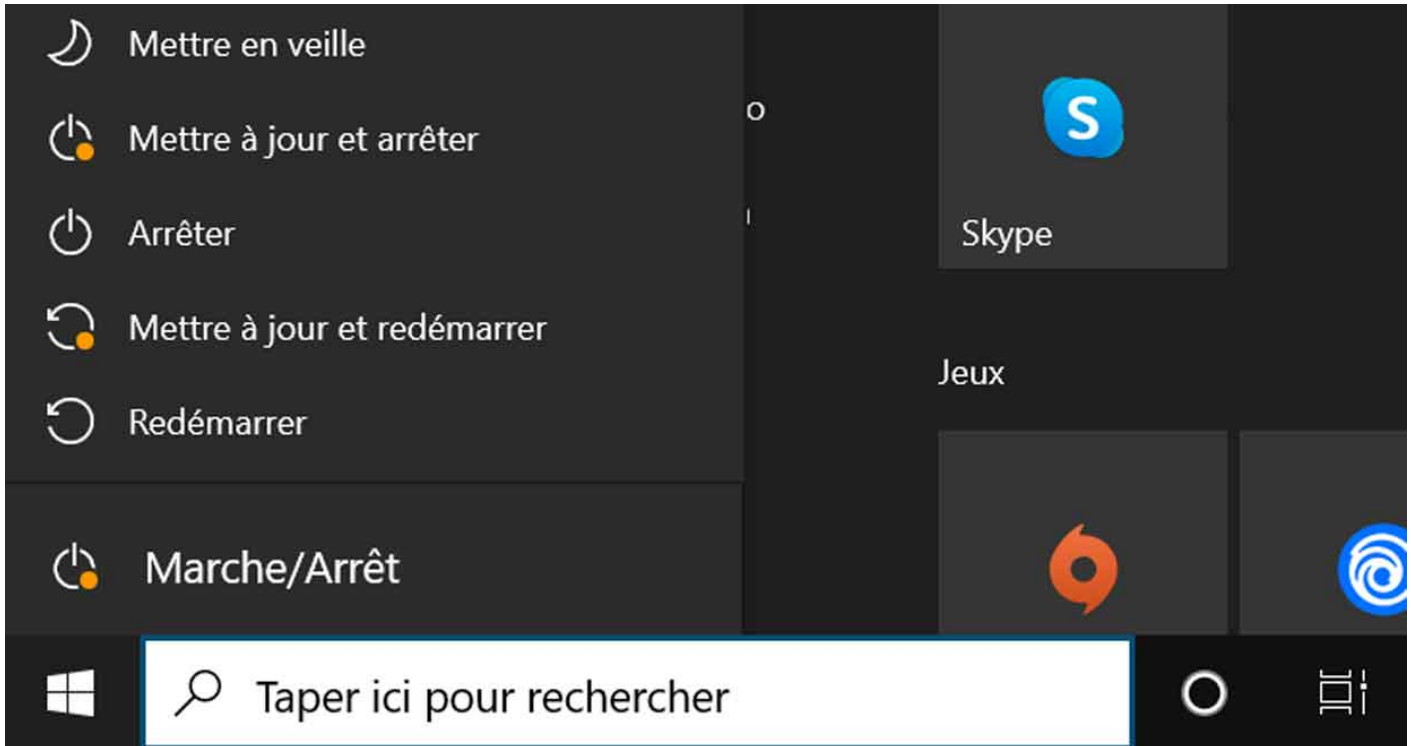 Mettre en veille
Mettre à jour et arrêter
Arrêter
Mettre à jour et redémarrer
Redémarrer
Marche/Arrêt
Taper ici pour rechercher
o
S
Skype
Jeux